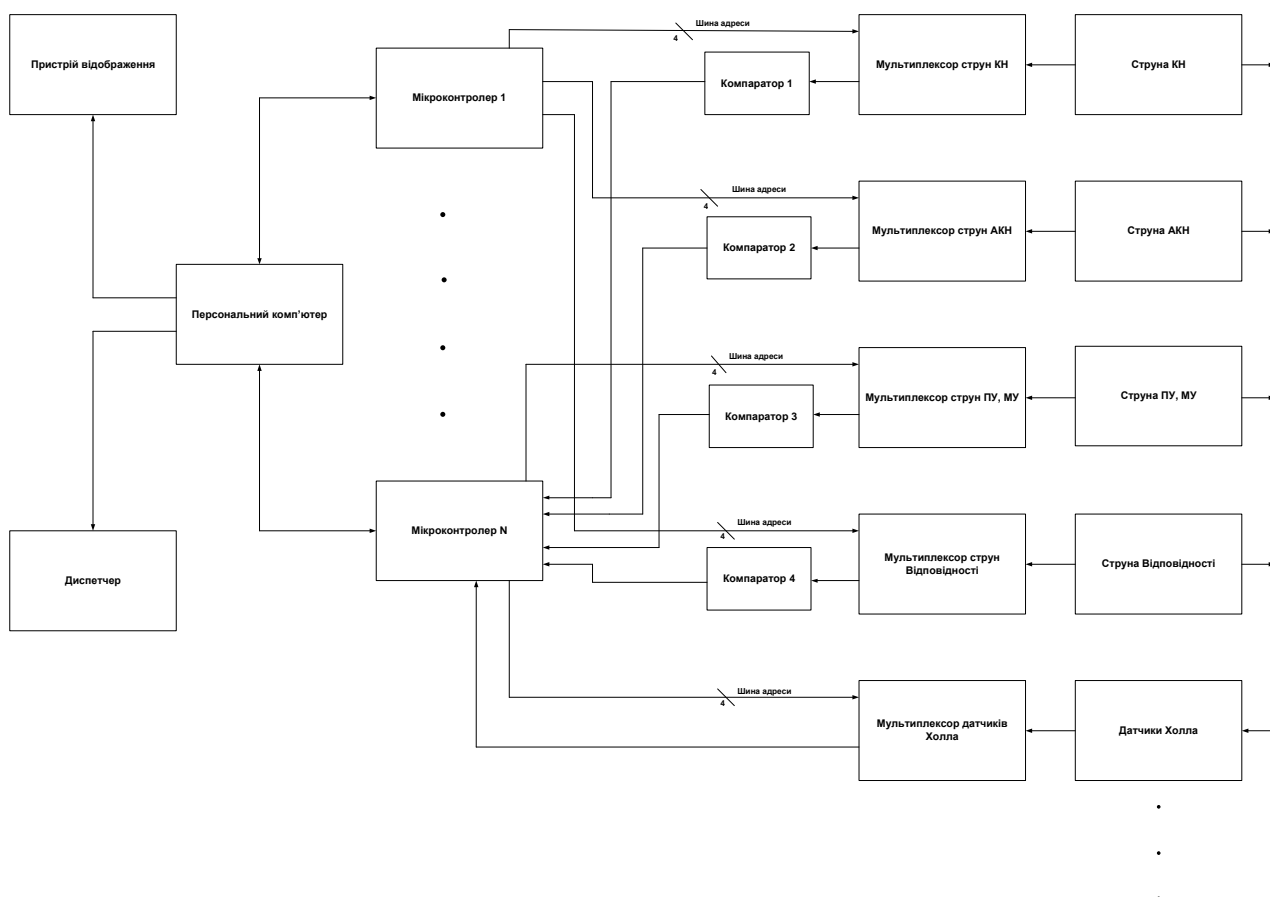 Шина адреси
4
Пристрій відображення
Мікроконтролер 1
Компаратор 1
Мультиплексор струн КН
Струна КН
Шина адреси
4
Компаратор 2
Мультиплексор струн АКН
Струна АКН
Персональний комп’ютер
Шина адреси
4
Компаратор 3
Мультиплексор струн ПУ, МУ
Струна ПУ, МУ
Мікроконтролер N
Шина адреси
4
Диспетчер
Компаратор 4
Мультиплексор струн
Відповідності
Струна Відповідності
Шина адреси
4
Мультиплексор датчиків
Холла
Датчики Холла